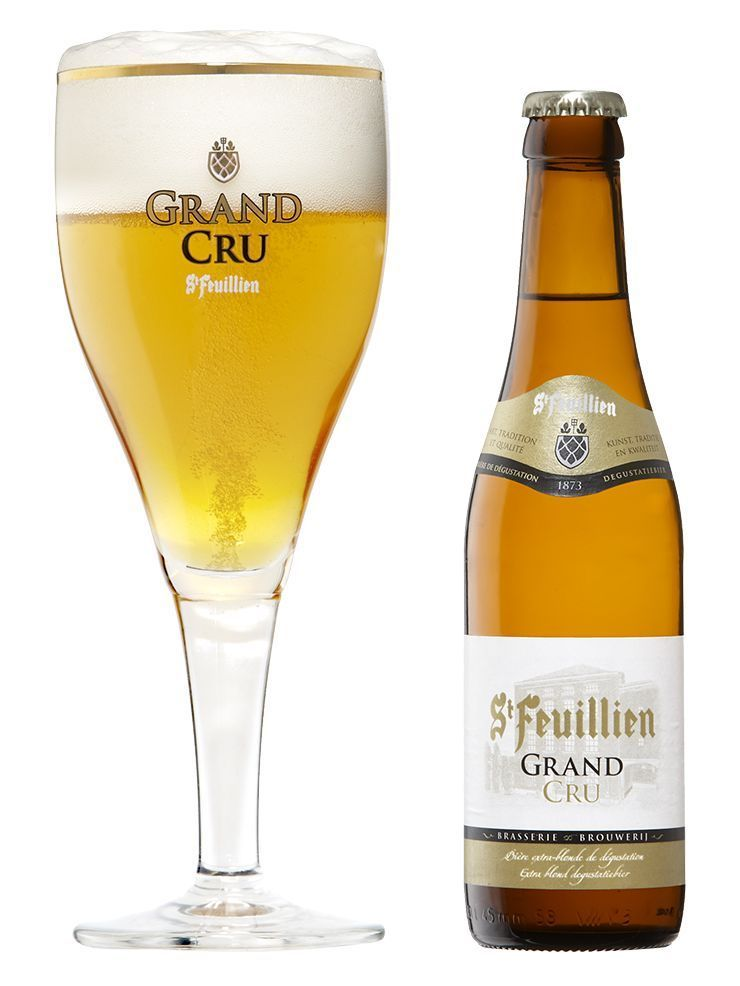 GRAND
CRU
St Feuillien
St Feuillien
ART, TRADITION
ET QUALITÉ
KUNST, TRADITIE
EN KWALITEIT
DE DÉGUSTATION
DEGUSTATIEBIER
1873
St Feuillien
GRAND
CRU
BRASSERIE BROUWERIJ
Bière extra-blonde de dégustation
Extra blond degustatiebier